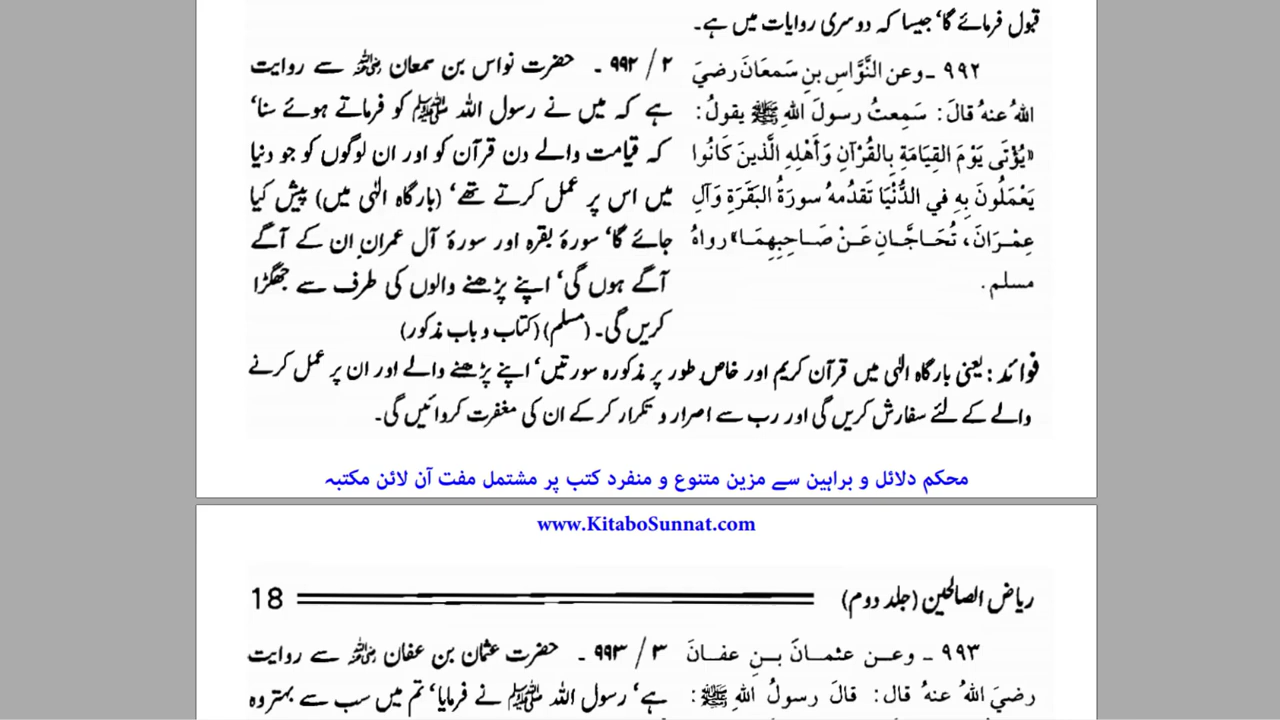 قبول فرمائے گا‘ جیسا کہ دوسری روایات میں ہے۔
٩٩٢ ـ وعن النَّوَّاسِ بنِ سَمعَانَ رضيَ
اللهُ عنهُ قالَ: سَمِعتُ رسولَ اللهِ ﷺ يقولُ:
«يُؤْتَى يَوْمَ القِيَامَةِ بِالقُرْآنِ وَأَهْلِهِ الَّذينَ كَانُوا
يَعْمَلُونَ بِهِ في الدُّنْيَا تَقدُمهُ سورَةُ البَقَرَةِ وَآلِ
عِمْرَانَ، تُحَاجَّانِ عَنْ صَاحِبِهِمَا» رواهُ
مسلم.
۲ / ۹۹۲ ۔ حضرت نواس بن سمعان رضی اللہ عنہ سے روایت
ہے کہ میں نے رسول اللہ ﷺ کو فرماتے ہوئے سنا‘
کہ قیامت والے دن قرآن کو اور ان لوگوں کو جو دنیا
میں اس پر عمل کرتے تھے‘ (بارگاہ الٰہی میں) پیش کیا
جائے گا‘ سورۂ بقرہ اور سورۂ آل عمران ان کے آگے
آگے ہوں گی‘ اپنے پڑھنے والوں کی طرف سے جھگڑا
کریں گی۔ (مسلم) (کتاب و باب مذکور)
فوائد : یعنی بارگاہ الٰہی میں قرآن کریم اور خاص طور پر مذکورہ سورتیں‘ اپنے پڑھنے والے اور ان پر عمل کرنے
والے کے لئے سفارش کریں گی اور رب سے اصرار و تکرار کر کے ان کی مغفرت کروائیں گی۔
محکم دلائل و براہین سے مزین متنوع و منفرد کتب پر مشتمل مفت آن لائن مکتبہ
www.KitaboSunnat.com
ریاض الصالحین (جلد دوم) 18
٩٩٣ ـ وعن عثمانَ بنِ عفانَ
رضيَ اللهُ عنهُ قال: قالَ رسولُ اللهِ ﷺ:
۳ / ۹۹۳ ۔ حضرت عثمان بن عفان رضی اللہ عنہ سے روایت
ہے‘ رسول اللہ ﷺ نے فرمایا‘ تم میں سب سے بہتر وہ